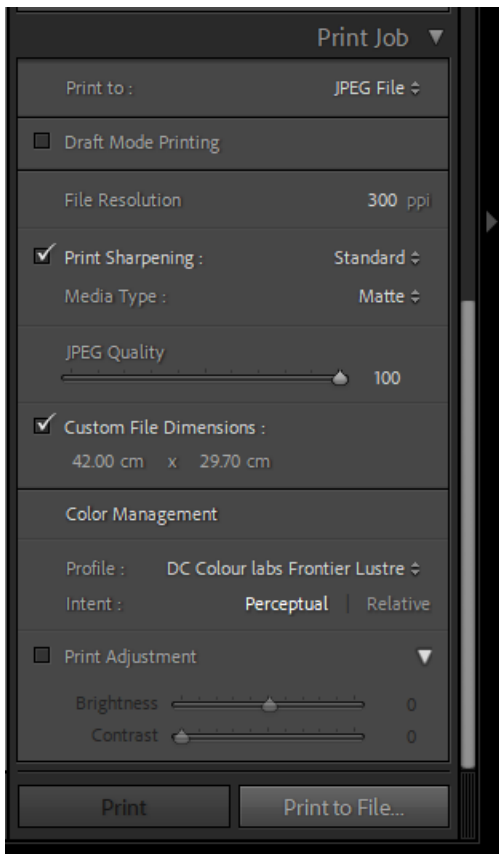 Print Job
Print to : JPEG File
Draft Mode Printing
File Resolution 300 ppi
Print Sharpening : Standard
Media Type : Matte
JPEG Quality
100
Custom File Dimensions :
42.00 cm x 29.70 cm
Color Management
Profile : DC Colour labs Frontier Lustre
Intent : Perceptual Relative
Print Adjustment
Brightness 0
Contrast 0
Print Print to File...